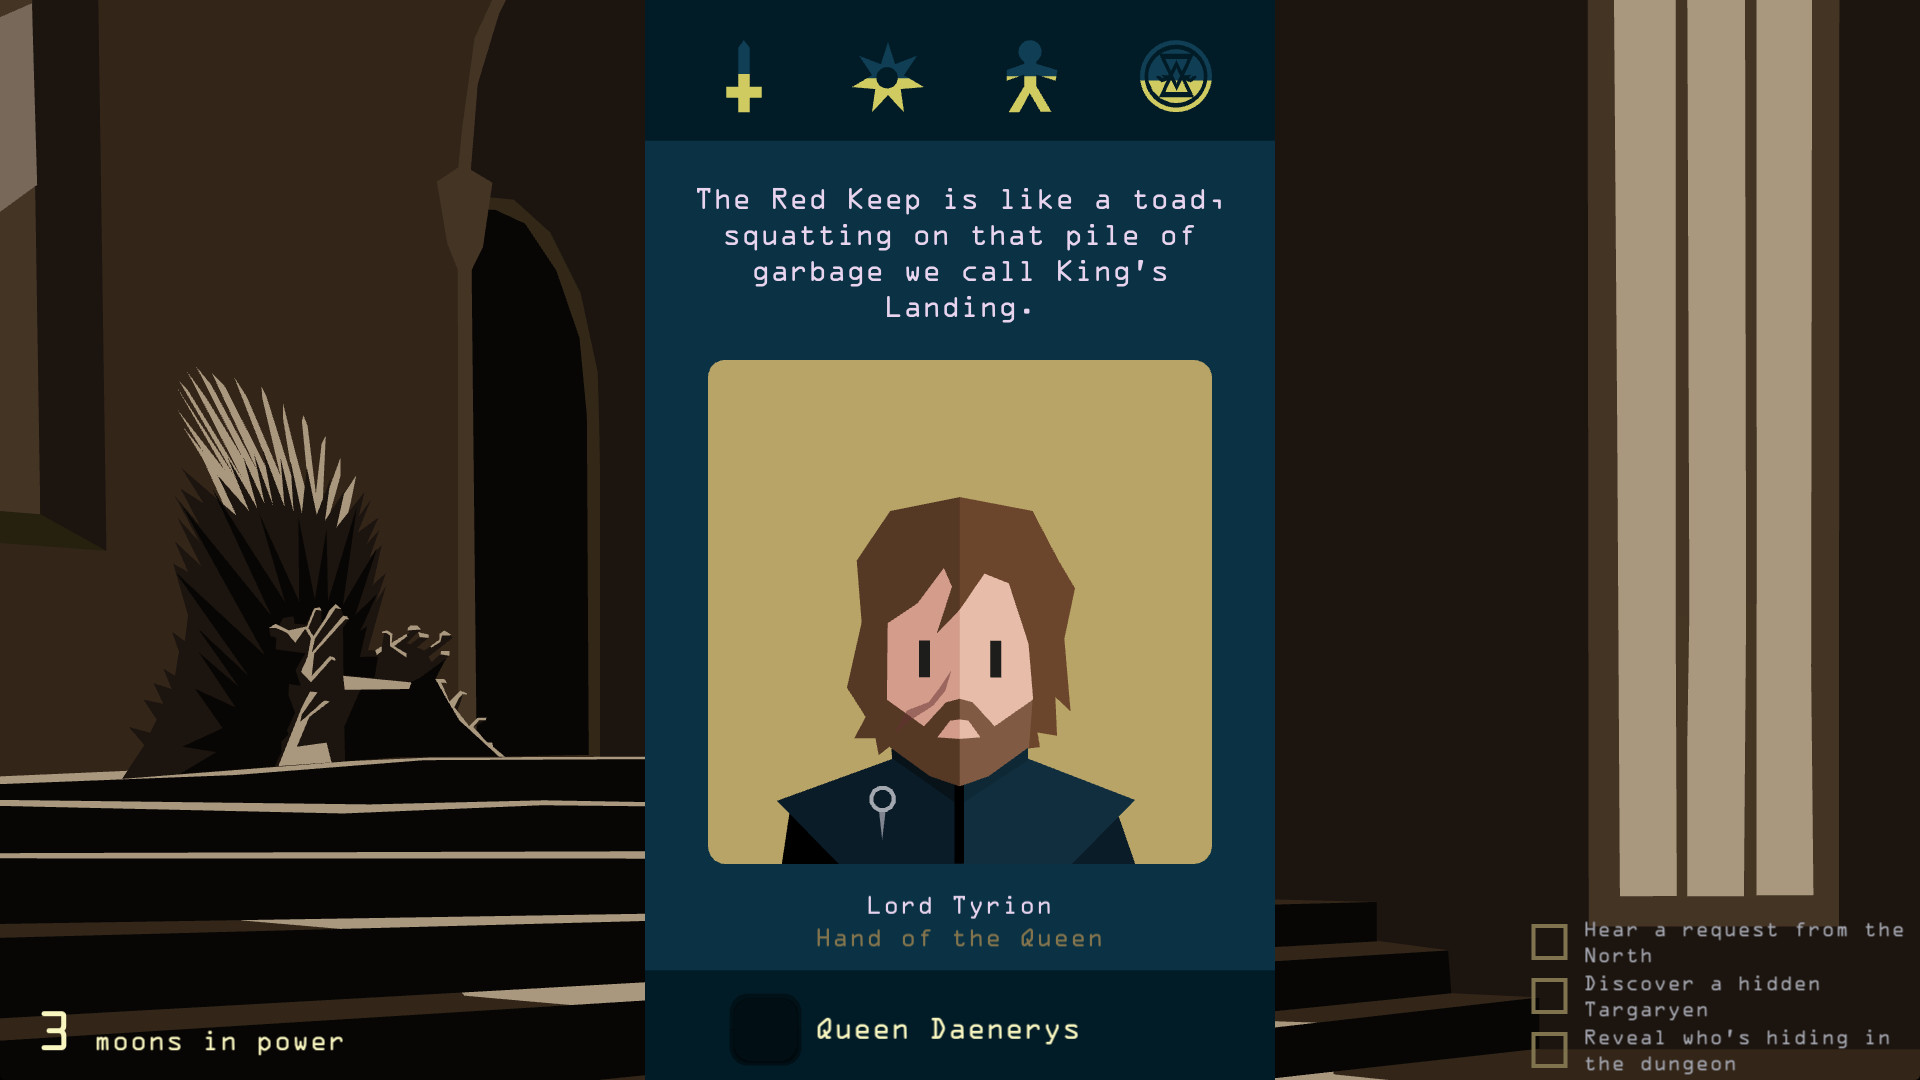 The Red Keep is like a toad,
squatting on that pile of
garbage we call King's
Landing.
Lord Tyrion
Hand of the Queen
Queen Daenerys
3 moons in power
Hear a request from the
North
Discover a hidden
Targaryen
Reveal who's hiding in
the dungeon